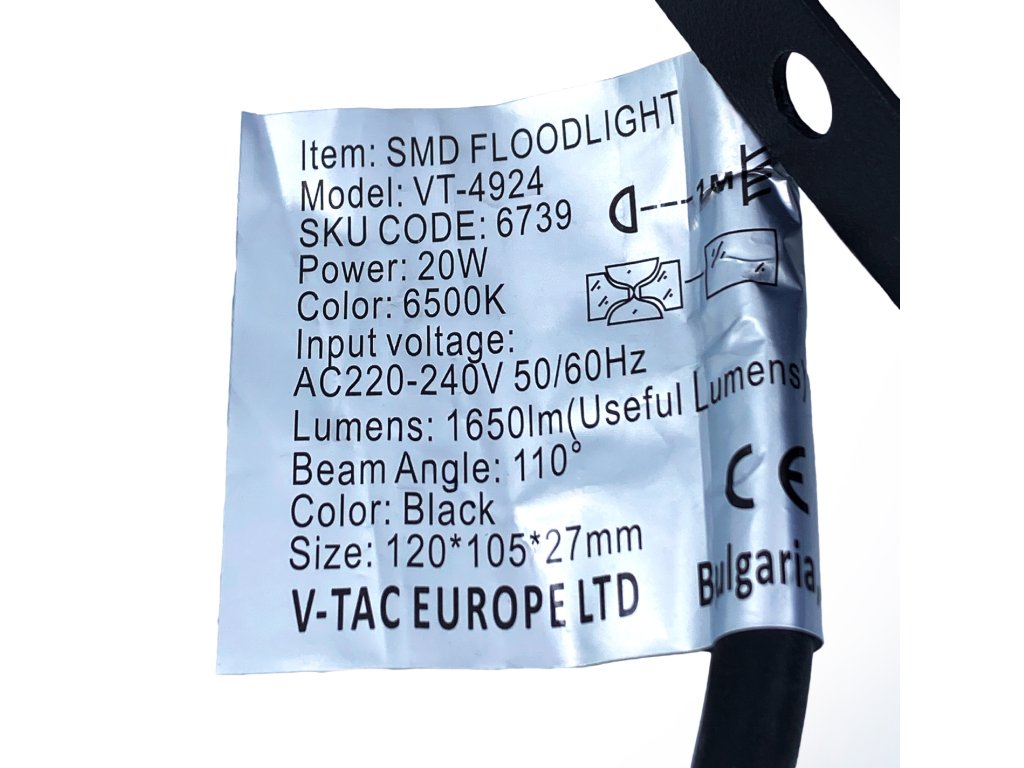 Item: SMD FLOODLIGHT
Model: VT-4924
SKU CODE: 6739
1M
Power: 20W
Color: 6500K
Input voltage:
AC220-240V 50/60Hz
Lumens: 1650lm(Useful Lumens)
Beam Angle: 110°
CE
Color: Black
Size: 120*105*27mm
V-TAC EUROPE LTD Bulgaria,